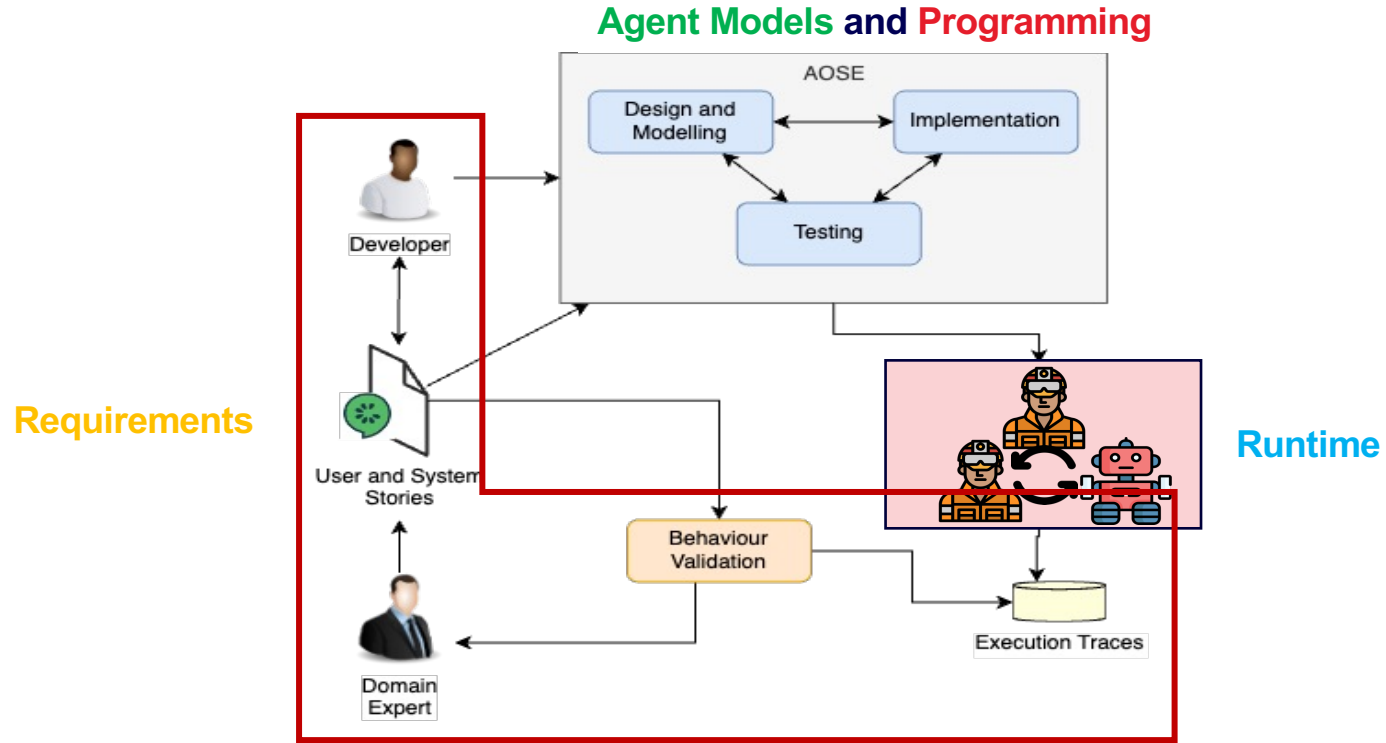 Agent Models and Programming
AOSE
Design and
Modelling
Implementation
Testing
Developer
Requirements
User and System
Stories
Runtime
Behaviour
Validation
Execution Traces
Domain
Expert